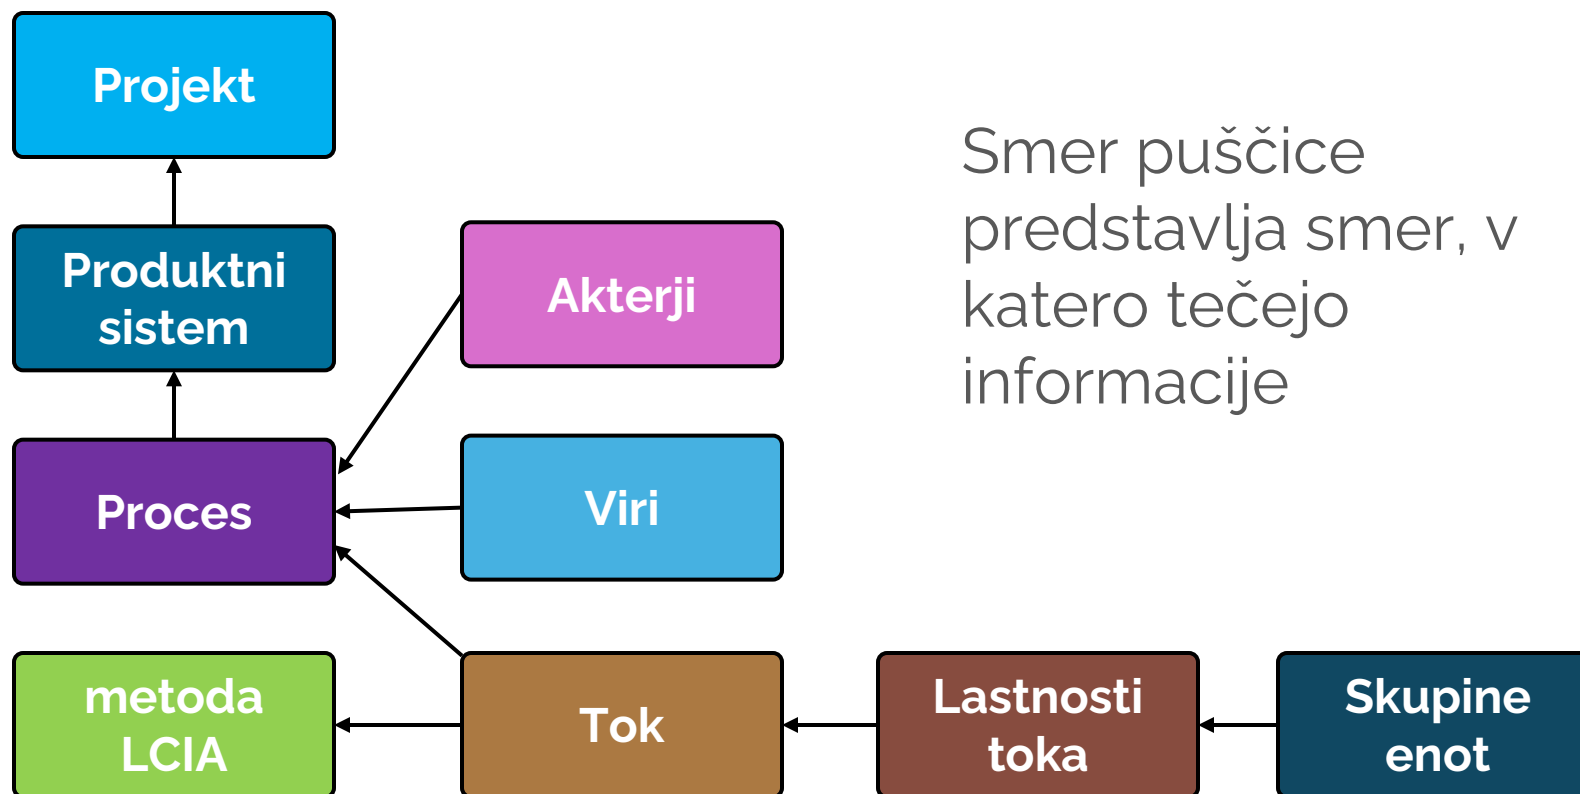 Projekt
Produktni
sistem
Akterji
Smer puščice
predstavlja smer, v
katero tečejo
informacije
Proces
Viri
metoda
LCIA
Tok
Lastnosti
toka
Skupine
enot